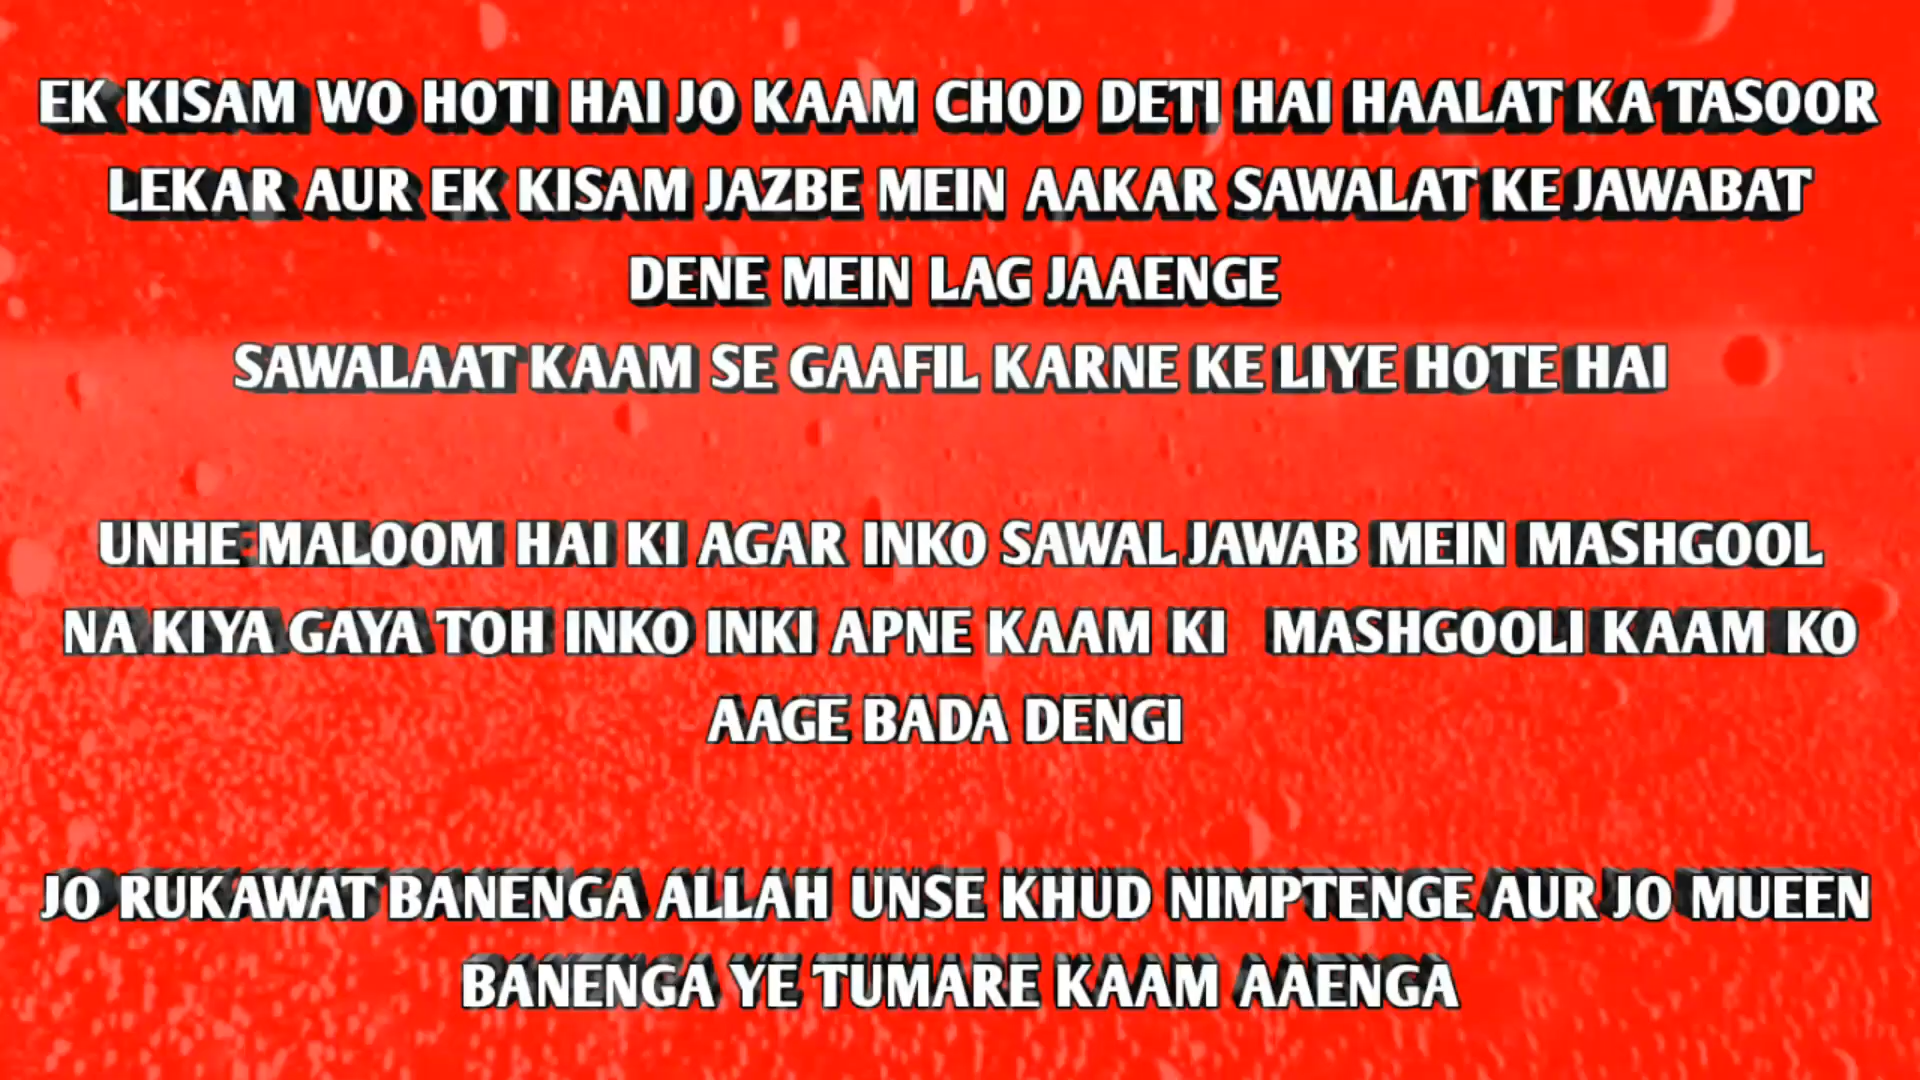 EK KISAM WO HOTI HAI JO KAAM CHOD DETI HAI HAALAT KA TASOOR
LEKAR AUR EK KISAM JAZBE MEIN AAKAR SAWALAT KE JAWABAT
DENE MEIN LAG JAAENGE
SAWALAAT KAAM SE GAAFIL KARNE KE LIYE HOTE HAI
UNHE MALOOM HAI KI AGAR INKO SAWAL JAWAB MEIN MASHGOOL
NA KIYA GAYA TOH INKO INKI APNE KAAM KI MASHGOOLI KAAM KO
AAGE BADA DENGI
JO RUKAWAT BANENGA ALLAH UNSE KHUD NIMPTENGE AUR JO MUEEN
BANENGA YE TUMARE KAAM AAENGA